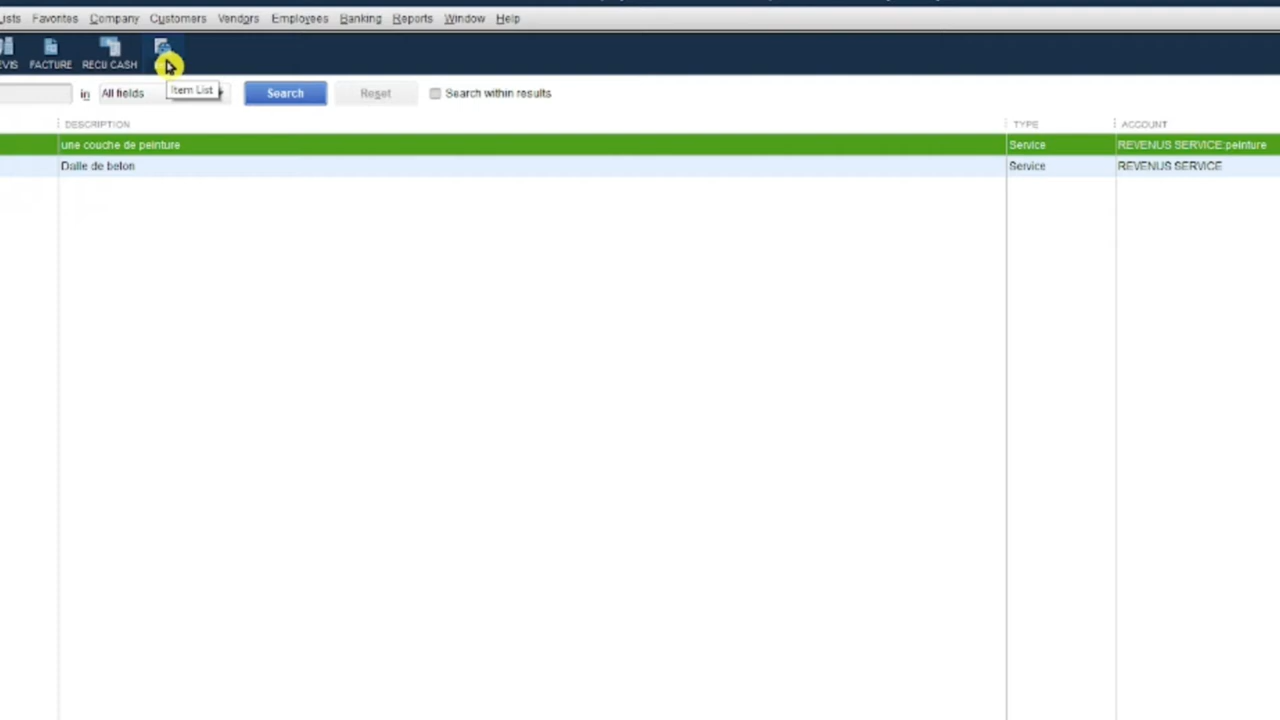 ists Favorites Company Customers Vendors Employees Banking Reports Window Help
EVIS FACTURE RECU CASH
in All fields Search Reset Search within results
Item List
DESCRIPTION TYPE ACCOUNT
une couche de peinture Service REVENUS SERVICE:peinture
Dalle de beton Service REVENUS SERVICE